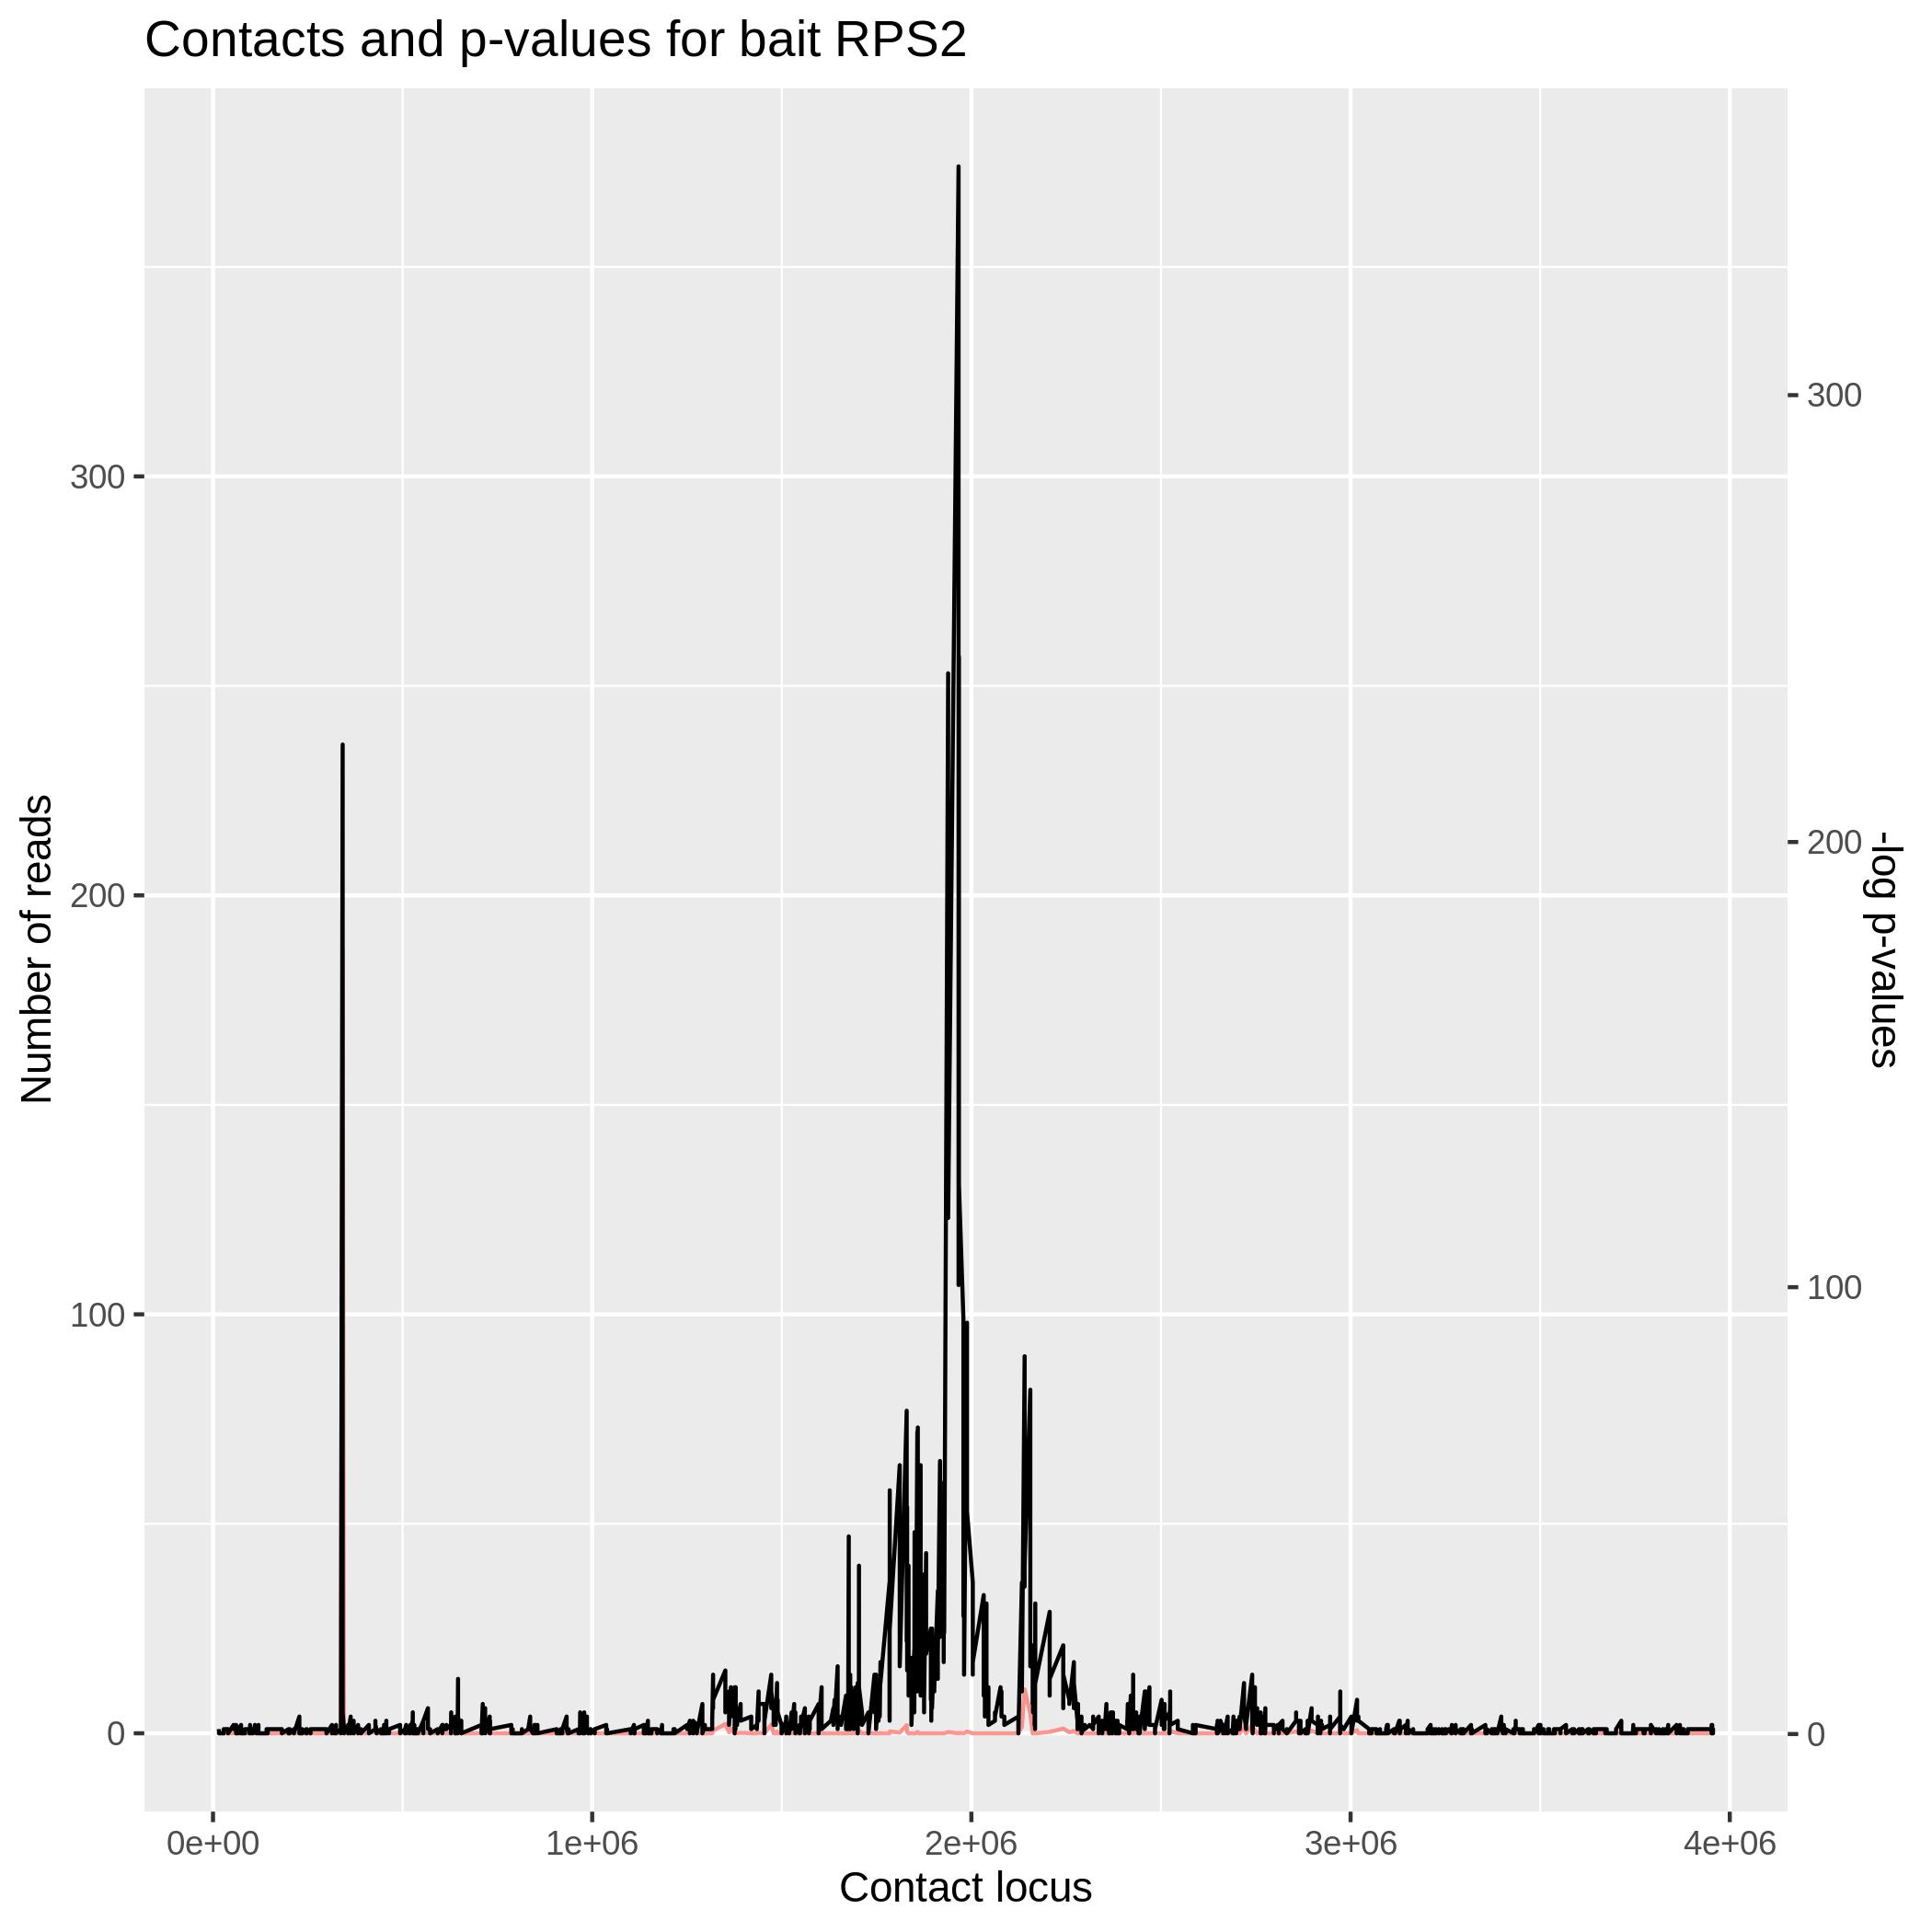 Contacts and p-values for bait RPS2
Number of reads
300
200
100
0
300
200
100
0
-log p-values
0e+00
1e+06
2e+06
3e+06
4e+06
Contact locus